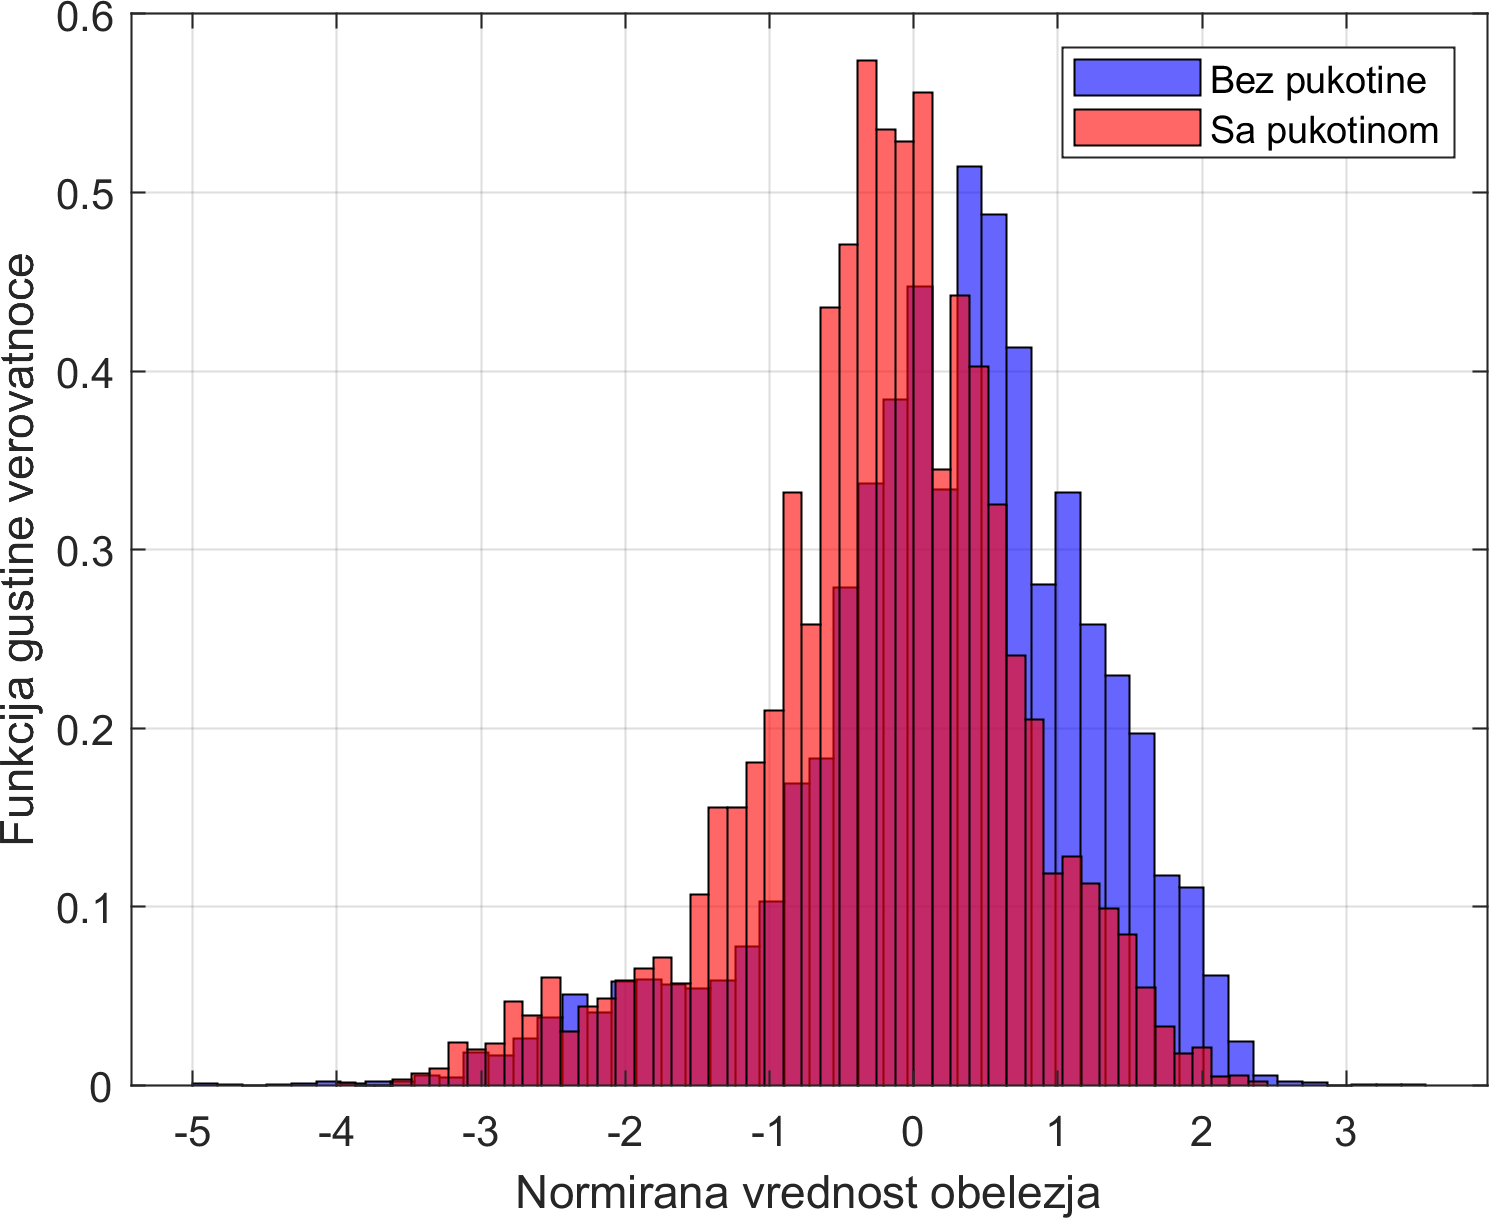 Funkcija gustine verovatnoce
0.6
0.5
0.4
0.3
0.2
0.1
0
Bez pukotine
Sa pukotinom
-5 -4 -3 -2 -1 0 1 2 3
Normirana vrednost obelezja